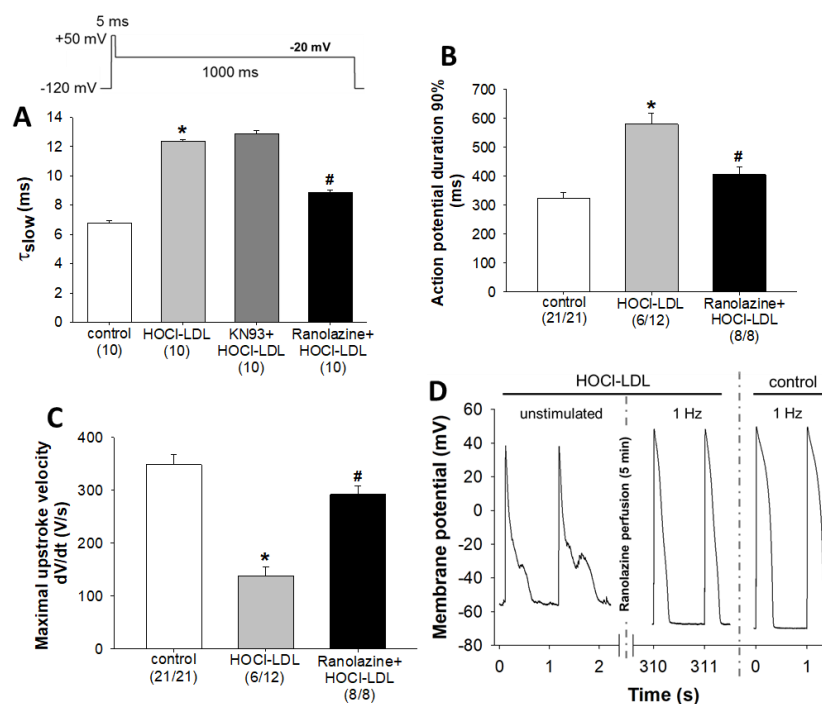 5 ms
+50 mV
-20 mV
1000 ms
-120 mV
A
14
12
10
8
6
4
2
0
τslow (ms)
*
#
control
(10)
HOCl-LDL
(10)
KN93+
HOCl-LDL
(10)
Ranolazine+
HOCl-LDL
(10)
B
700
600
500
400
300
200
100
0
Action potential duration 90%
(ms)
*
#
control
(21/21)
HOCl-LDL
(6/12)
Ranolazine+
HOCl-LDL
(8/8)
C
400
300
200
100
0
Maximal upstroke velocity
dV/dt (V/s)
*
#
control
(21/21)
HOCl-LDL
(6/12)
Ranolazine+
HOCl-LDL
(8/8)
D
HOCl-LDL
control
unstimulated
1 Hz
1 Hz
Ranolazine perfusion (5 min)
60
40
20
0
-20
-40
-60
-80
Membrane potential (mV)
0 1 2 310 311 0 1
Time (s)